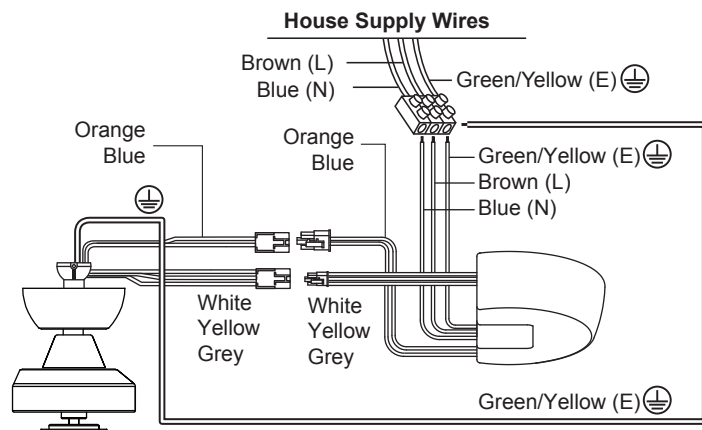 House Supply Wires
Brown (L)
Blue (N)
Green/Yellow (E)
Orange
Blue
Orange
Blue
Green/Yellow (E)
Brown (L)
Blue (N)
White
Yellow
Grey
White
Yellow
Grey
Green/Yellow (E)